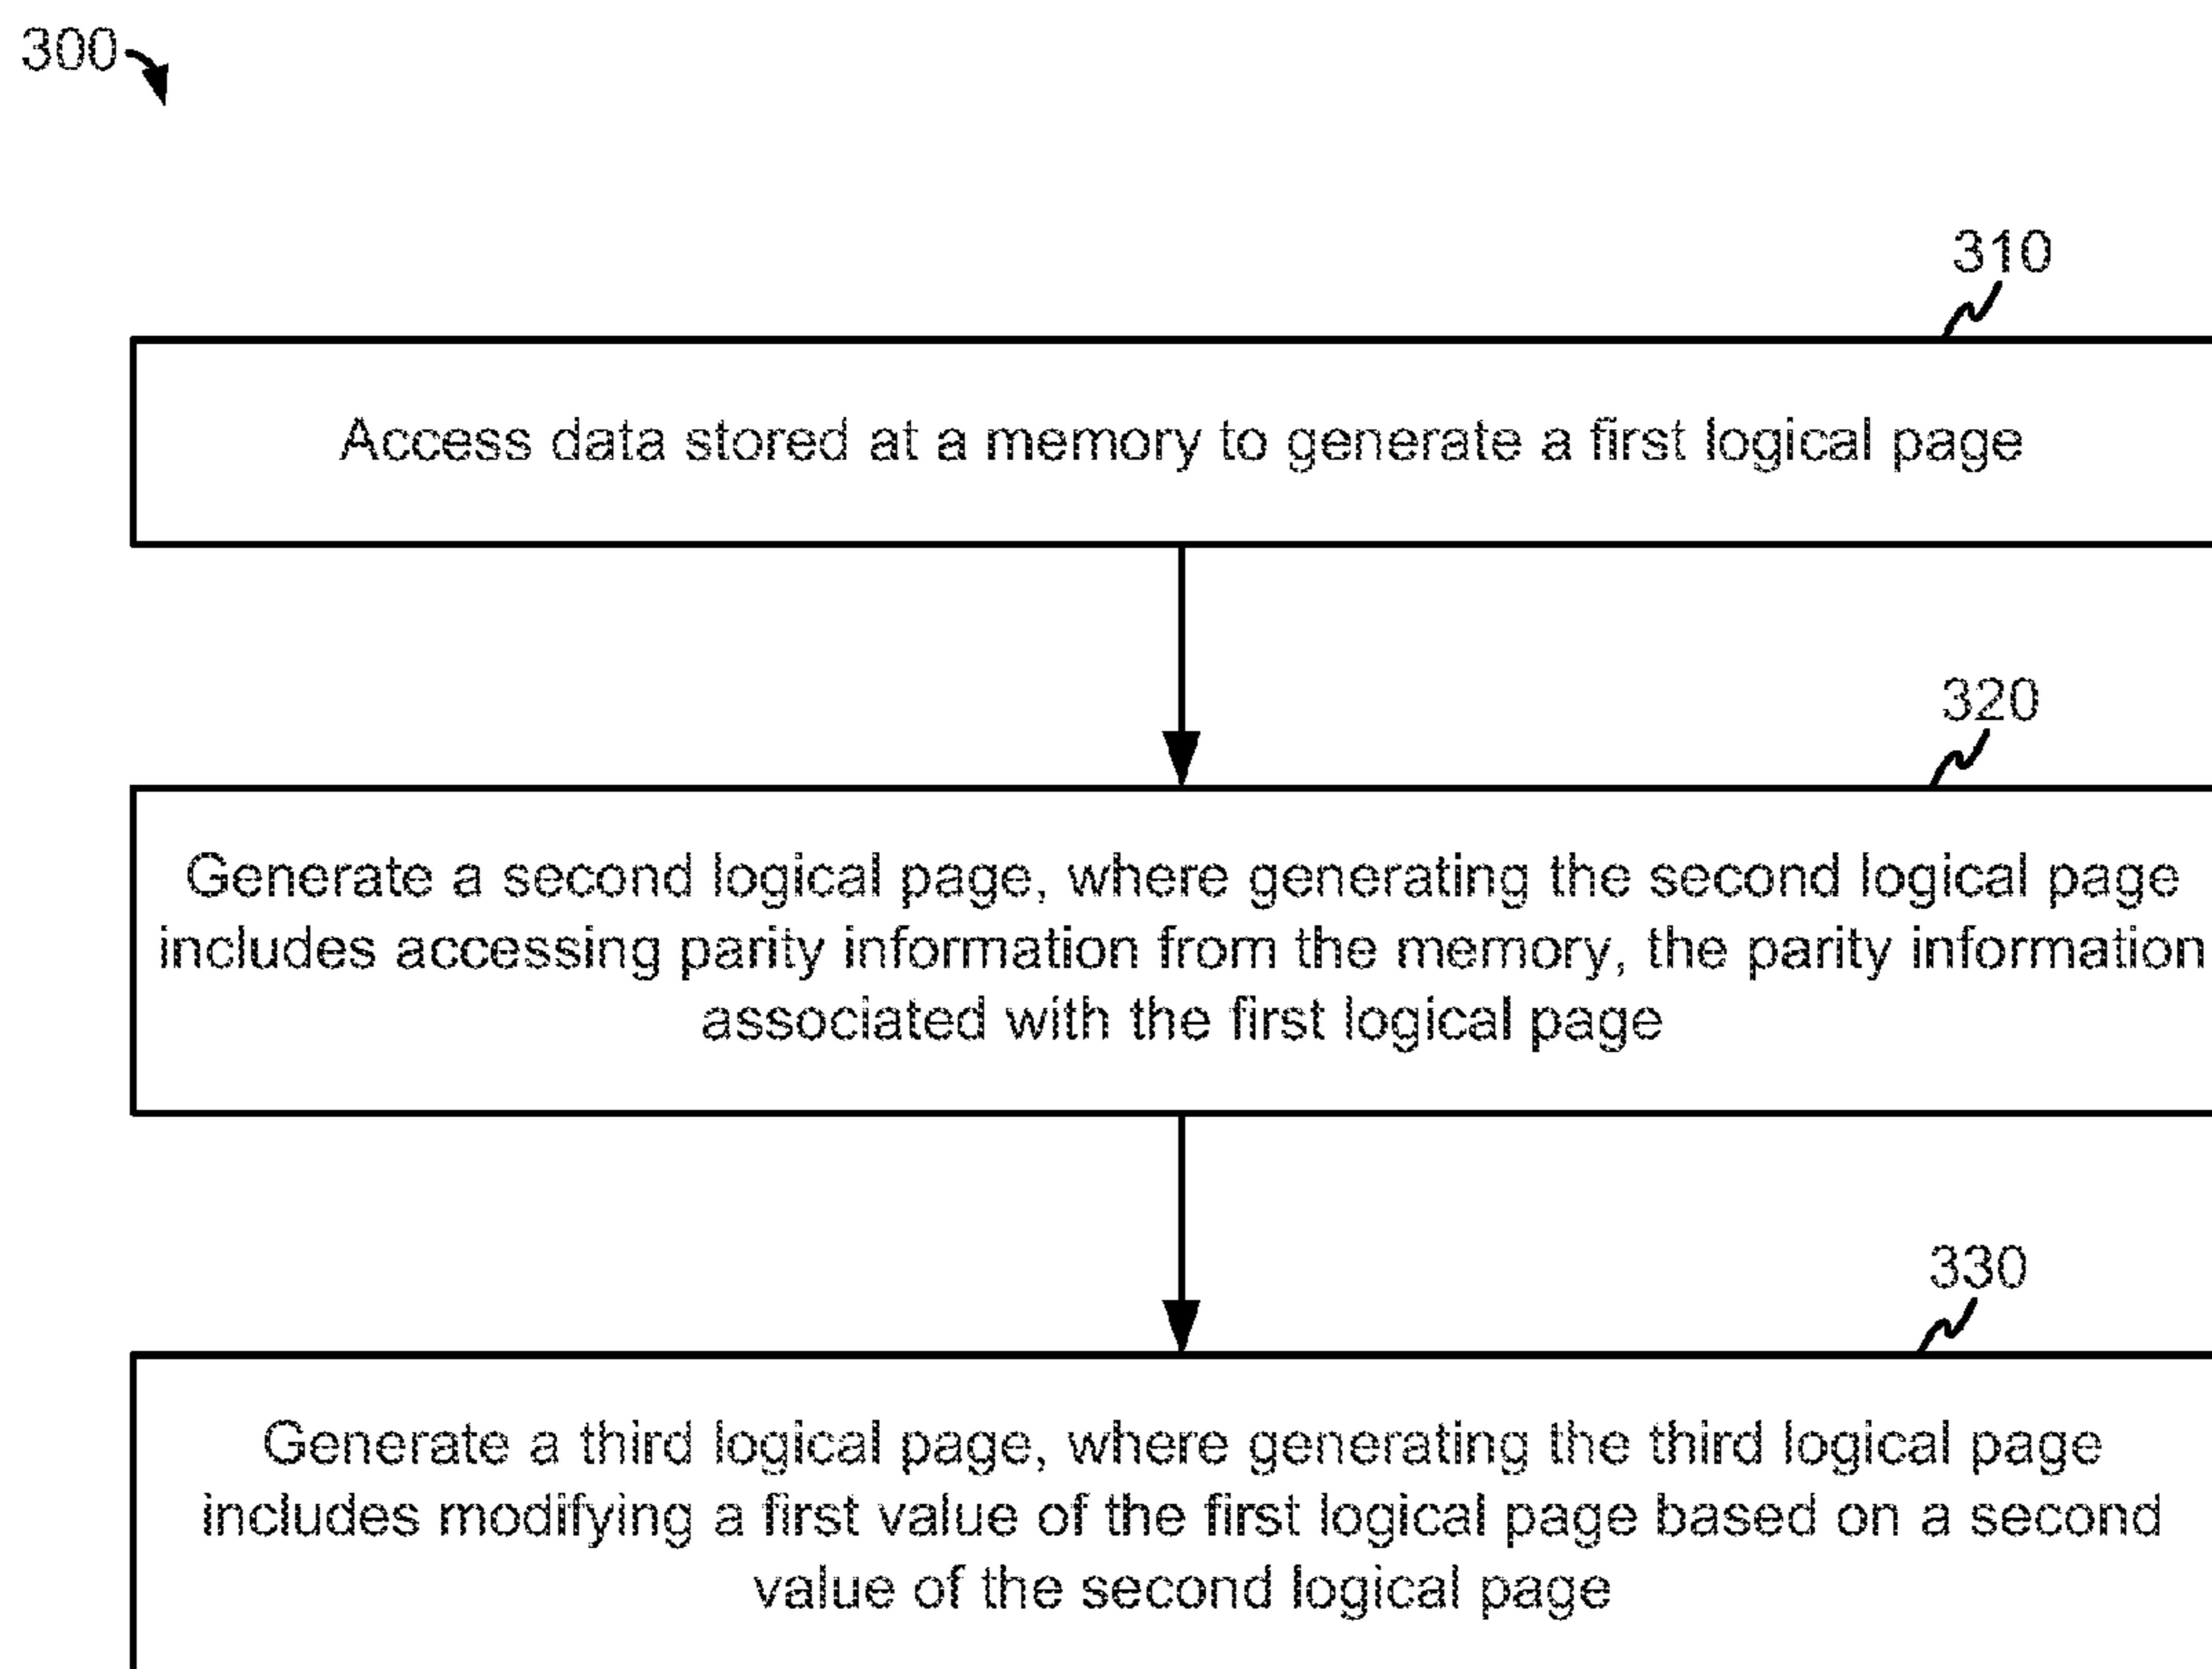 300
310
Access data stored at a memory to generate a first logical page
320
Generate a second logical page, where generating the second logical page
includes accessing parity information from the memory, the parity information
associated with the first logical page
330
Generate a third logical page, where generating the third logical page
includes modifying a first value of the first logical page based on a second
value of the second logical page